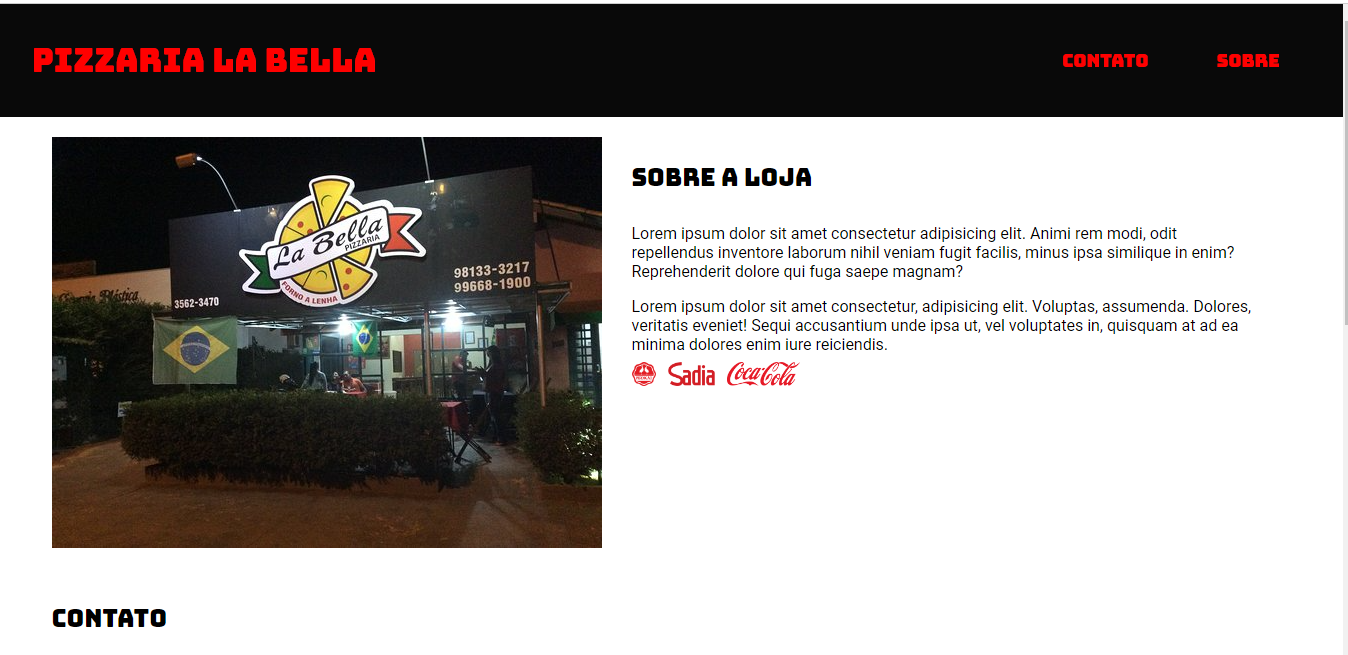 PIZZARIA LA BELLA
CONTATO
SOBRE
La Bella
PIZZARIA
FORNO A LENHA
98133-3217
99668-1900
3562-3470
SOBRE A LOJA
Lorem ipsum dolor sit amet consectetur adipisicing elit. Animi rem modi, odit
repellendus inventore laborum nihil veniam fugit facilis, minus ipsa similique in enim?
Reprehenderit dolore qui fuga saepe magnam?
Lorem ipsum dolor sit amet consectetur, adipisicing elit. Voluptas, assumenda. Dolores,
veritatis eveniet! Sequi accusantium unde ipsa ut, vel voluptates in, quisquam at ad ea
minima dolores enim iure reiciendis.
Sadia
Coca-Cola
CONTATO